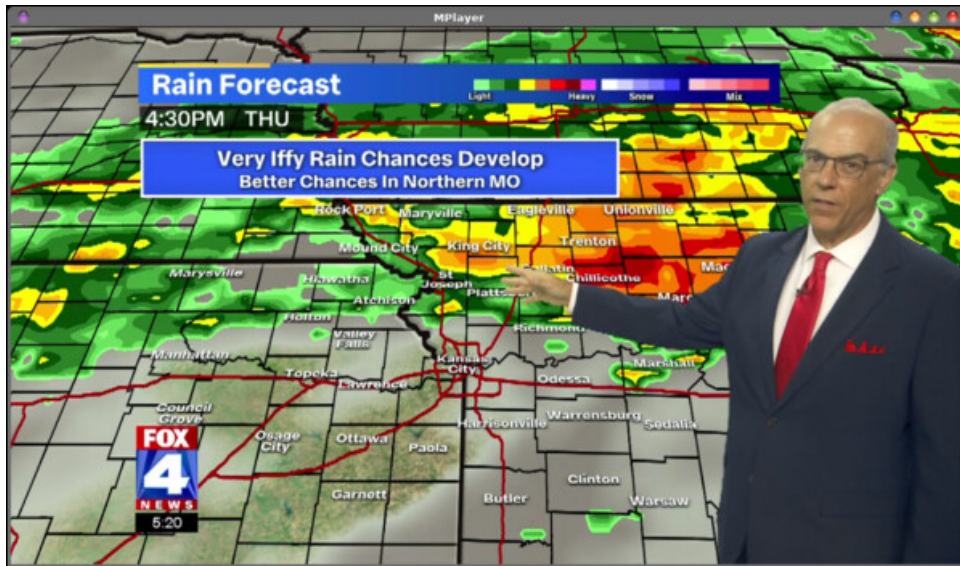 MPlayer
Rain Forecast
Light Heavy Snow Mix
4:30PM THU
Very Iffy Rain Chances Develop
Better Chances In Northern MO
Rock Port Maryville Eagleville Unionville
Mound City King City Trenton
Marysville Hiawatha St Joseph Chillicothe
Atchison
Holton Richmond
Valley Falls
Manhattan Kansas City Marshall
Topeka Lawrence Odessa
Council Grove Harrisonville Warrensburg Sedalia
Osage City Ottawa Paola
Clinton
Garnett Butler Warsaw
FOX
4
NEWS
5:20